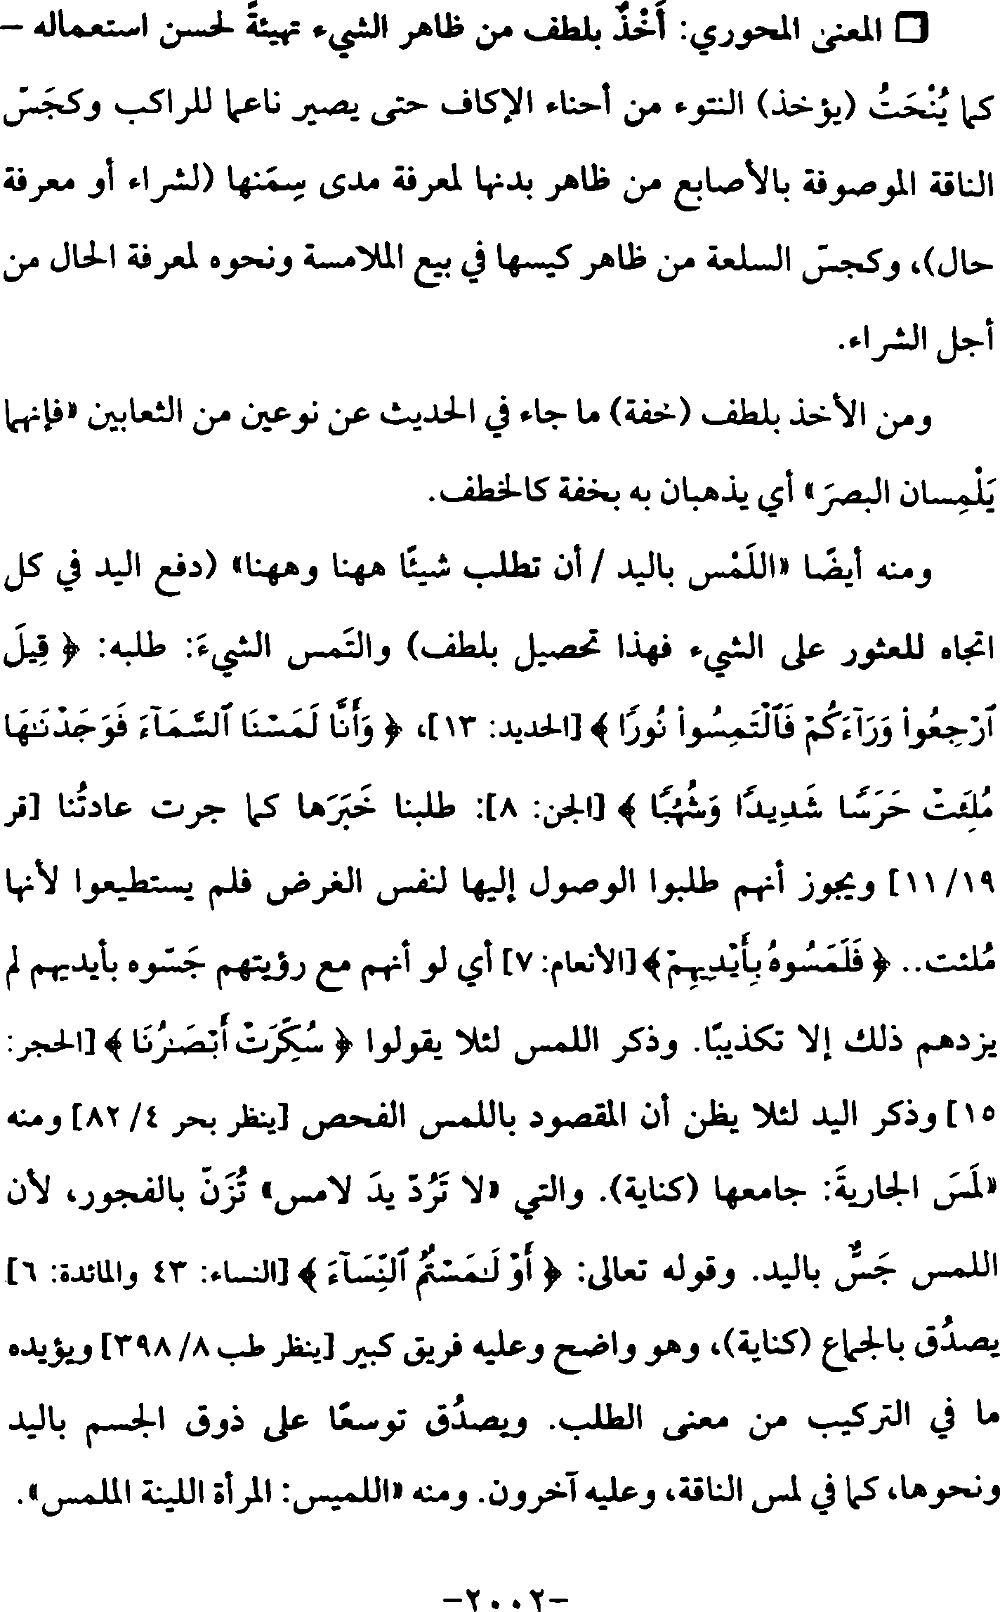 ❒ المعنى المحوري: أَخْذٌ بلطف من ظاهر الشيء تهيئةً لحسن استعماله –
كما يُنْحَتُ (يؤخذ) النتوء من أحناء الإكاف حتى يصير ناعما للراكب وكجَسّ
الناقة الموصوفة بالأصابع من ظاهر بدنها لمعرفة مدى سِمَنها (لشراء أو معرفة
حال)، وكجسّ السلعة من ظاهر كيسها في بيع الملامسة ونحوه لمعرفة الحال من
أجل الشراء.
ومن الأخذ بلطف (خفة) ما جاء في الحديث عن نوعين من الثعابين «فإنهما
يَلْمِسان البصرَ» أي يذهبان به بخفة كالخطف.
ومنه أيضًا «اللَمْس باليد / أن تطلب شيئًا ههنا وههنا» (دفع اليد في كل
اتجاه للعثور على الشيء فهذا تحصيل بلطف) والتَمس الشيءَ: طلبه: ﴿ قِيلَ
ٱرْجِعُوا۟ وَرَآءَكُمْ فَٱلْتَمِسُوا۟ نُورًا ﴾ [الحديد: ١٣]، ﴿ وَأَنَّا لَمَسْنَا ٱلسَّمَآءَ فَوَجَدْنَـٰهَا
مُلِئَتْ حَرَسًا شَدِيدًا وَشُهُبًا ﴾ [الجن: ٨]: طلبنا خَبَرَها كما جرت عادتُنا [قر
١٩/ ١١] ويجوز أنهم طلبوا الوصول إليها لنفس الغرض فلم يستطيعوا لأنها
مُلئت.. ﴿ فَلَمَسُوهُ بِأَيْدِيهِمْ ﴾ [الأنعام: ٧] أي لو أنهم مع رؤيتهم جَسّوه بأيديهم لم
يزدهم ذلك إلا تكذيبًا. وذكر اللمس لئلا يقولوا ﴿ سُكِّرَتْ أَبْصَـٰرُنَا ﴾ [الحجر:
١٥] وذكر اليد لئلا يظن أن المقصود باللمس الفحص [ينظر بحر ٤/ ٨٢] ومنه
«لَمَسَ الجاريةَ: جامعها (كناية). والتي «لا تَرُدّ يدَ لامس» تُزَنّ بالفجور، لأن
اللمس جَسٌّ باليد. وقوله تعالى: ﴿ أَوْ لَـٰمَسْتُمُ ٱلنِّسَآءَ ﴾ [النساء: ٤٣ والمائدة: ٦]
يصدُق بالجماع (كناية)، وهو واضح وعليه فريق كبير [ينظر طب ٨/ ٣٩٨] ويؤيده
ما في التركيب من معنى الطلب. ويصدُق توسعًا على ذوق الجسم باليد
ونحوها، كما في لمس الناقة، وعليه آخرون. ومنه «اللميس: المرأة اللينة الملمس».
-٢٠٠٢-